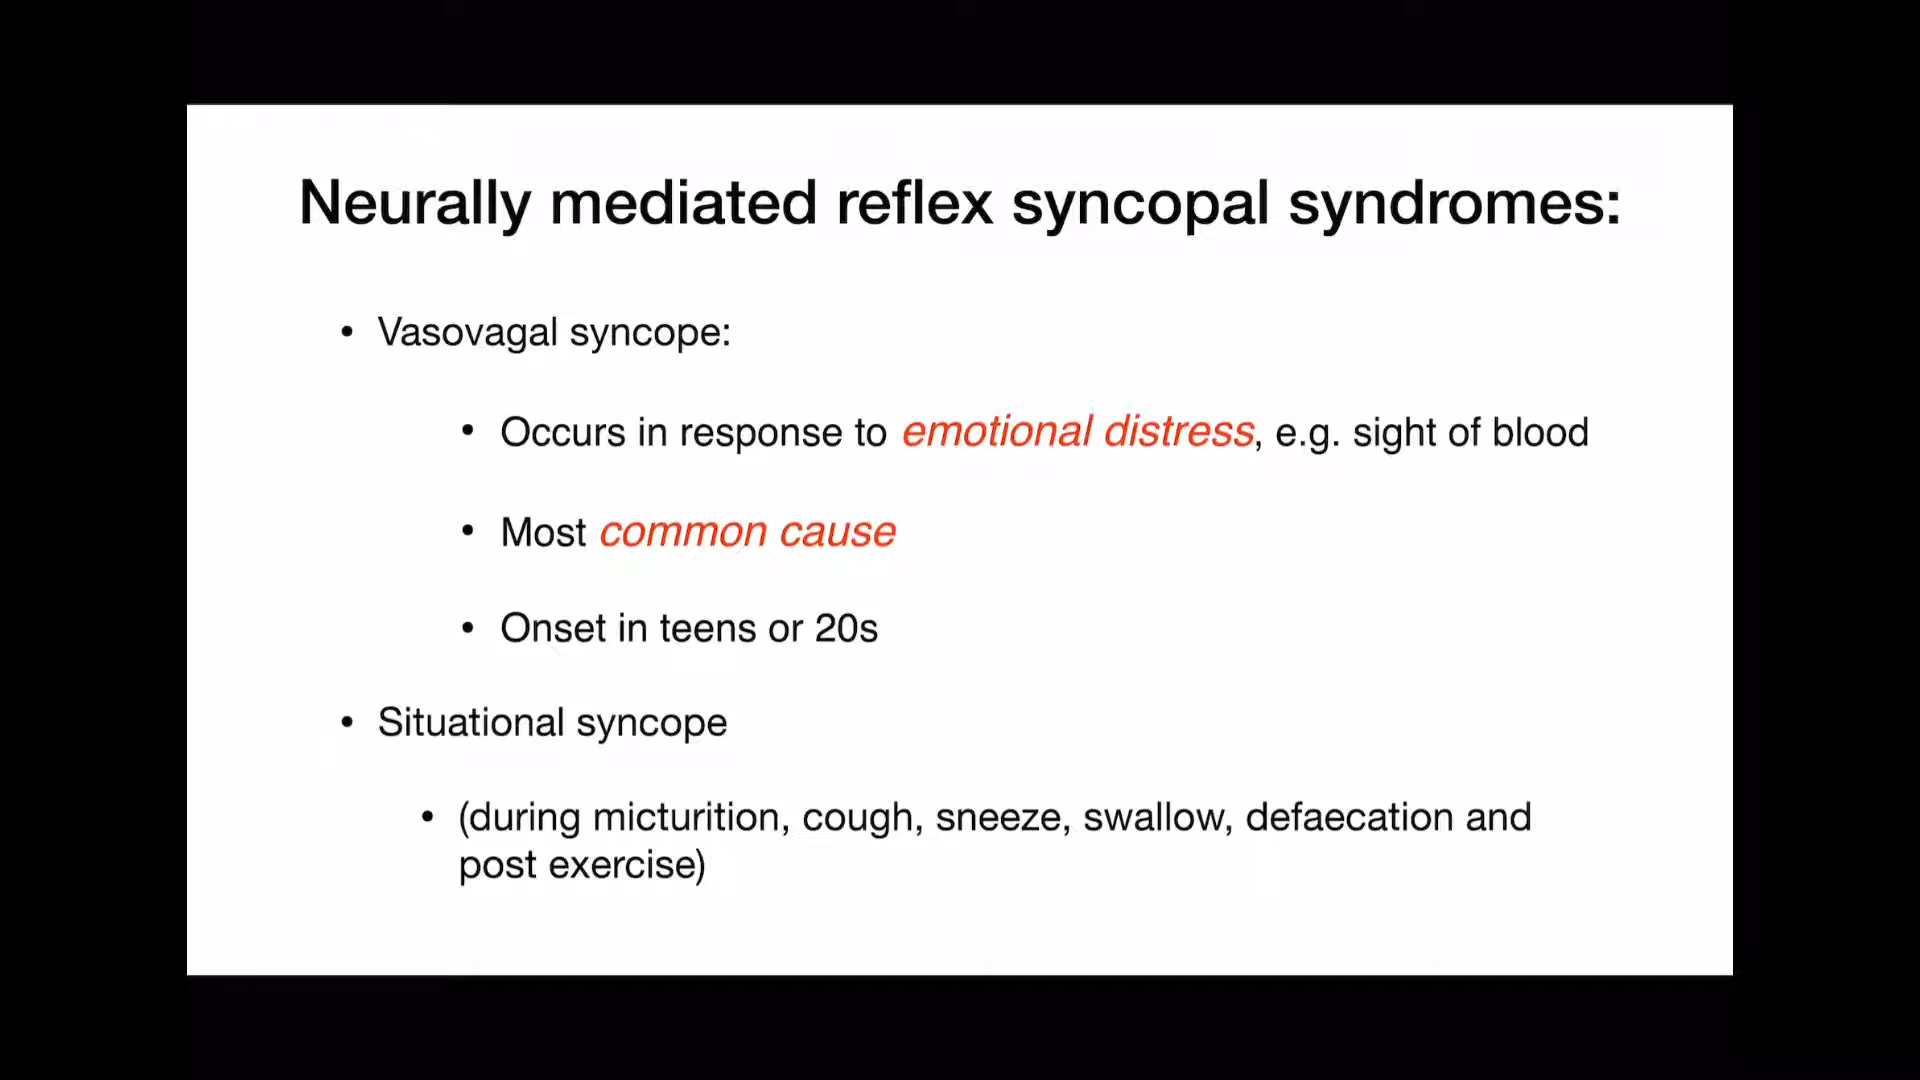 Neurally mediated reflex syncopal syndromes:
• Vasovagal syncope:
• Occurs in response to emotional distress, e.g. sight of blood
• Most common cause
• Onset in teens or 20s
• Situational syncope
• (during micturition, cough, sneeze, swallow, defaecation and
post exercise)